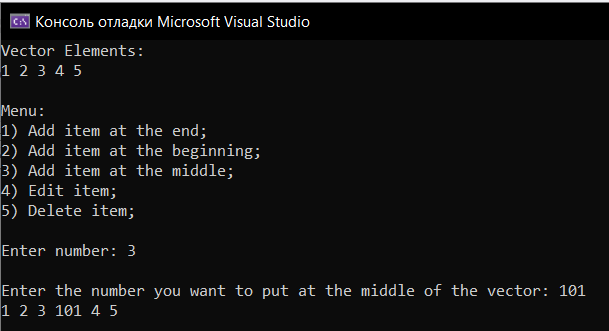 Консоль отладки Microsoft Visual Studio
Vector Elements:
1 2 3 4 5
Menu:
1) Add item at the end;
2) Add item at the beginning;
3) Add item at the middle;
4) Edit item;
5) Delete item;
Enter number: 3
Enter the number you want to put at the middle of the vector: 101
1 2 3 101 4 5